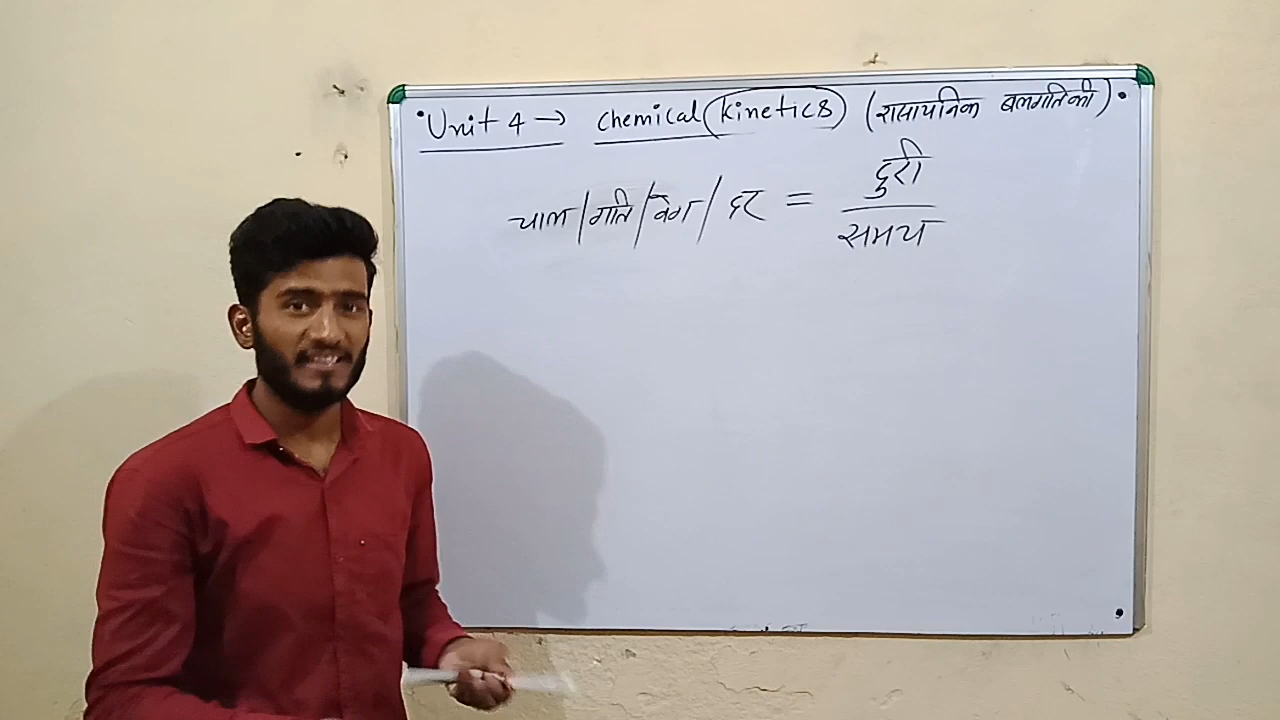 • Unit 4 → chemical kinetics (रासायनिक बलगतिकी) •
चाल / गति / वेग / दर = दुरी
समय